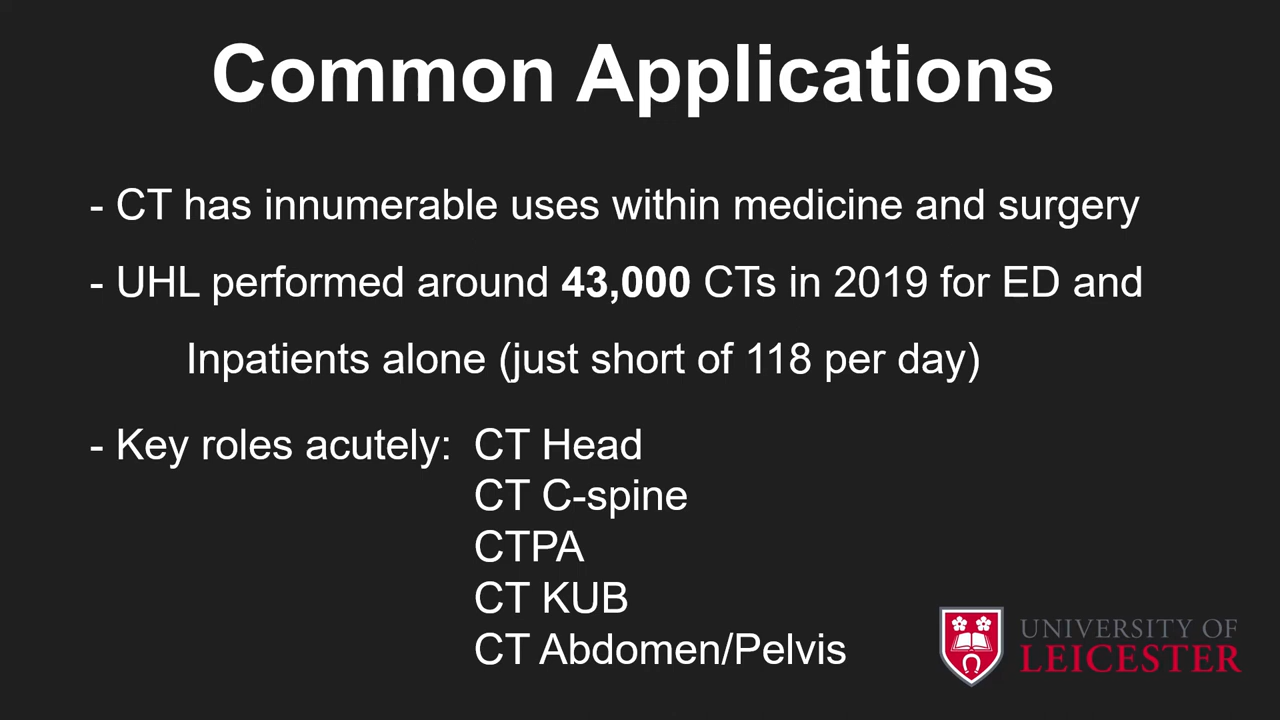 Common Applications
- CT has innumerable uses within medicine and surgery
- UHL performed around 43,000 CTs in 2019 for ED and
Inpatients alone (just short of 118 per day)
- Key roles acutely: CT Head
CT C-spine
CTPA
CT KUB
CT Abdomen/Pelvis
UNIVERSITY OF
LEICESTER